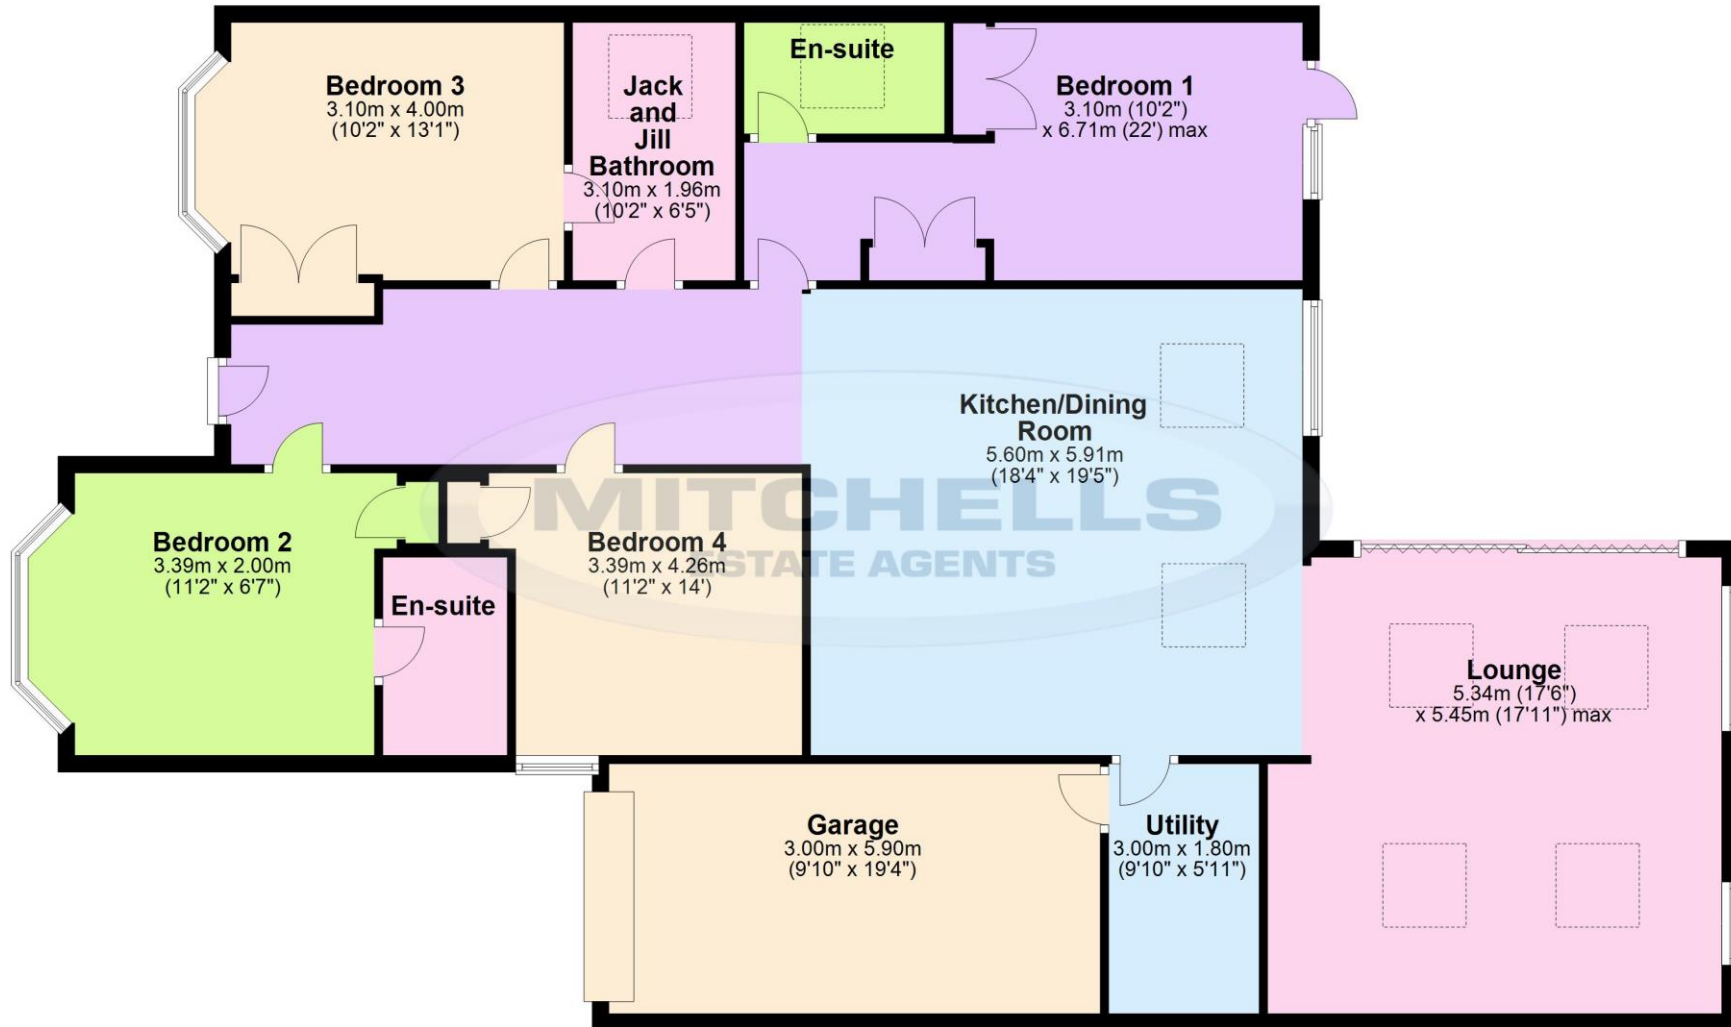 Bedroom 3
3.10m x 4.00m
(10'2" x 13'1")
Jack
and
Jill
Bathroom
3.10m x 1.96m
(10'2" x 6'5")
En-suite
Bedroom 1
3.10m (10'2")
x 6.71m (22') max
Kitchen/Dining
Room
5.60m x 5.91m
(18'4" x 19'5")
MITCHELLS
ESTATE AGENTS
Bedroom 2
3.39m x 2.00m
(11'2" x 6'7")
En-suite
Bedroom 4
3.39m x 4.26m
(11'2" x 14')
Lounge
5.34m (17'6")
x 5.45m (17'11") max
Garage
3.00m x 5.90m
(9'10" x 19'4")
Utility
3.00m x 1.80m
(9'10" x 5'11")